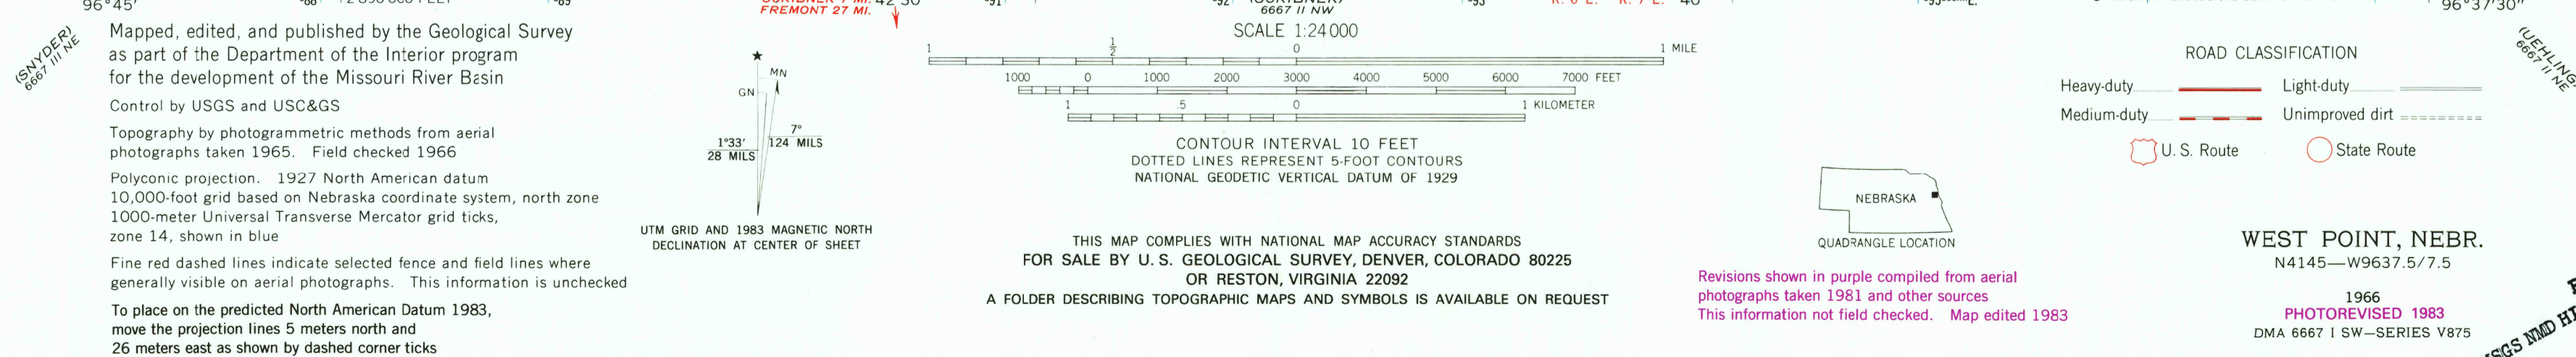 96°45'
FREMONT 27 MI.
6667 II NW
96°37'30"
(SNYDER)
6667 III NE
Mapped, edited, and published by the Geological Survey
as part of the Department of the Interior program
for the development of the Missouri River Basin
Control by USGS and USC&GS
Topography by photogrammetric methods from aerial
photographs taken 1965. Field checked 1966
Polyconic projection. 1927 North American datum
10,000-foot grid based on Nebraska coordinate system, north zone
1000-meter Universal Transverse Mercator grid ticks,
zone 14, shown in blue
Fine red dashed lines indicate selected fence and field lines where
generally visible on aerial photographs. This information is unchecked
To place on the predicted North American Datum 1983,
move the projection lines 5 meters north and
26 meters east as shown by dashed corner ticks
MN
GN
1°33'
28 MILS
7°
124 MILS
UTM GRID AND 1983 MAGNETIC NORTH
DECLINATION AT CENTER OF SHEET
SCALE 1:24 000
1 1/2 0 1 MILE
1000 0 1000 2000 3000 4000 5000 6000 7000 FEET
1 .5 0 1 KILOMETER
CONTOUR INTERVAL 10 FEET
DOTTED LINES REPRESENT 5-FOOT CONTOURS
NATIONAL GEODETIC VERTICAL DATUM OF 1929
THIS MAP COMPLIES WITH NATIONAL MAP ACCURACY STANDARDS
FOR SALE BY U. S. GEOLOGICAL SURVEY, DENVER, COLORADO 80225
OR RESTON, VIRGINIA 22092
A FOLDER DESCRIBING TOPOGRAPHIC MAPS AND SYMBOLS IS AVAILABLE ON REQUEST
NEBRASKA
QUADRANGLE LOCATION
Revisions shown in purple compiled from aerial
photographs taken 1981 and other sources
This information not field checked. Map edited 1983
ROAD CLASSIFICATION
Heavy-duty Light-duty
Medium-duty Unimproved dirt
U. S. Route State Route
(UEHLING)
6667 II NE
WEST POINT, NEBR.
N4145—W9637.5/7.5
1966
PHOTOREVISED 1983
DMA 6667 I SW—SERIES V875